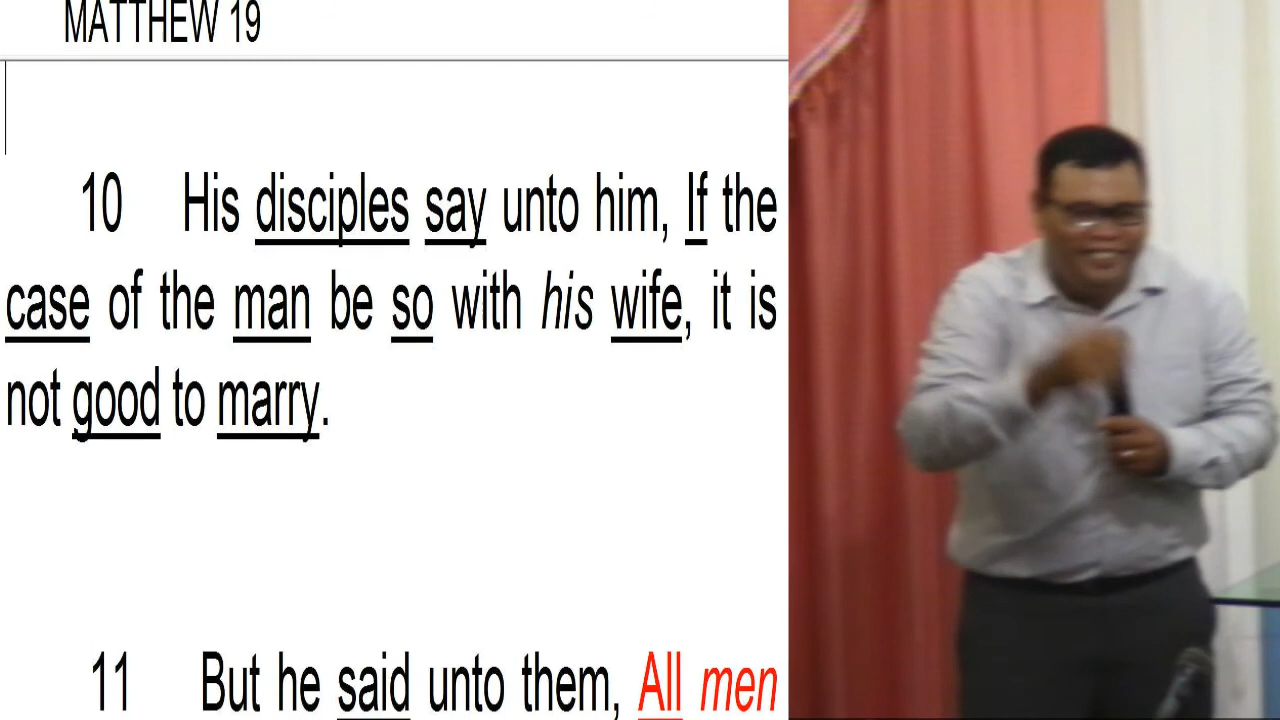 MATTHEW 19
10 His disciples say unto him, If the
case of the man be so with his wife, it is
not good to marry.
11 But he said unto them, All men